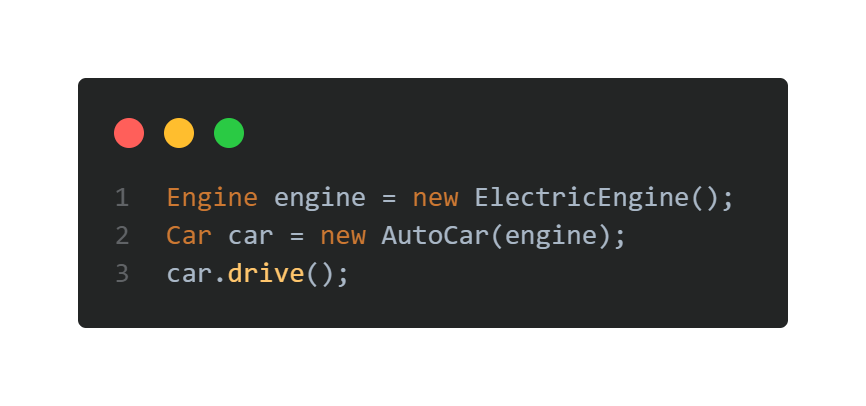 1 Engine engine = new ElectricEngine();
2 Car car = new AutoCar(engine);
3 car.drive();